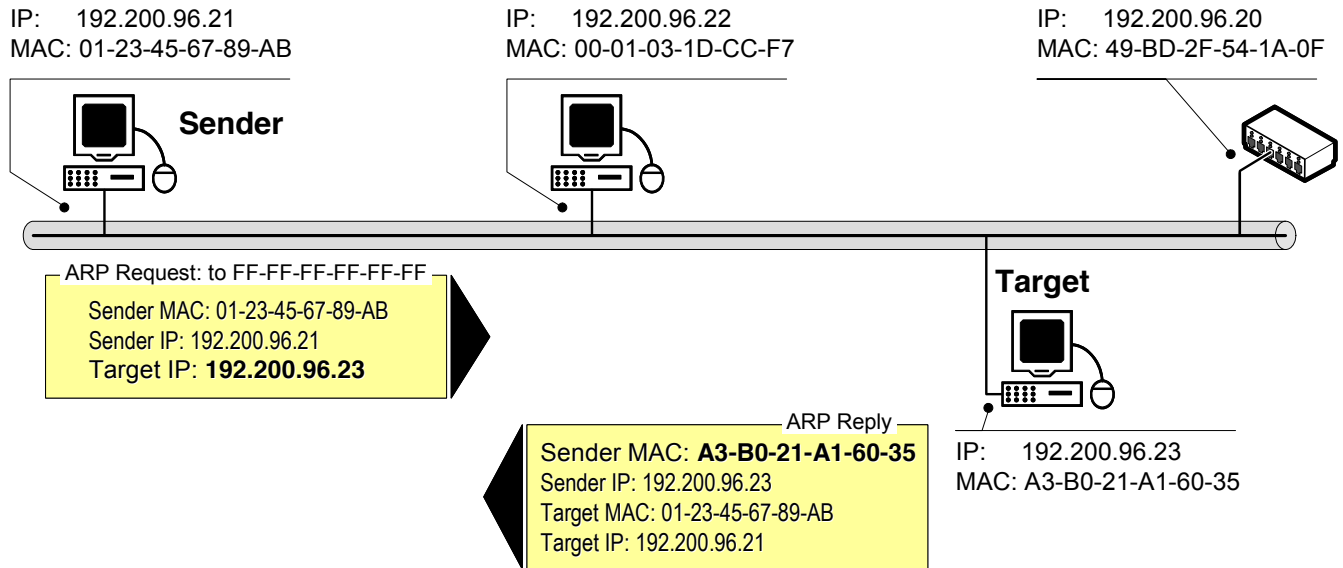 IP: 192.200.96.21
MAC: 01-23-45-67-89-AB
IP: 192.200.96.22
MAC: 00-01-03-1D-CC-F7
IP: 192.200.96.20
MAC: 49-BD-2F-54-1A-0F
Sender
ARP Request: to FF-FF-FF-FF-FF-FF
Sender MAC: 01-23-45-67-89-AB
Sender IP: 192.200.96.21
Target IP: 192.200.96.23
Target
ARP Reply
Sender MAC: A3-B0-21-A1-60-35
Sender IP: 192.200.96.23
Target MAC: 01-23-45-67-89-AB
Target IP: 192.200.96.21
IP: 192.200.96.23
MAC: A3-B0-21-A1-60-35